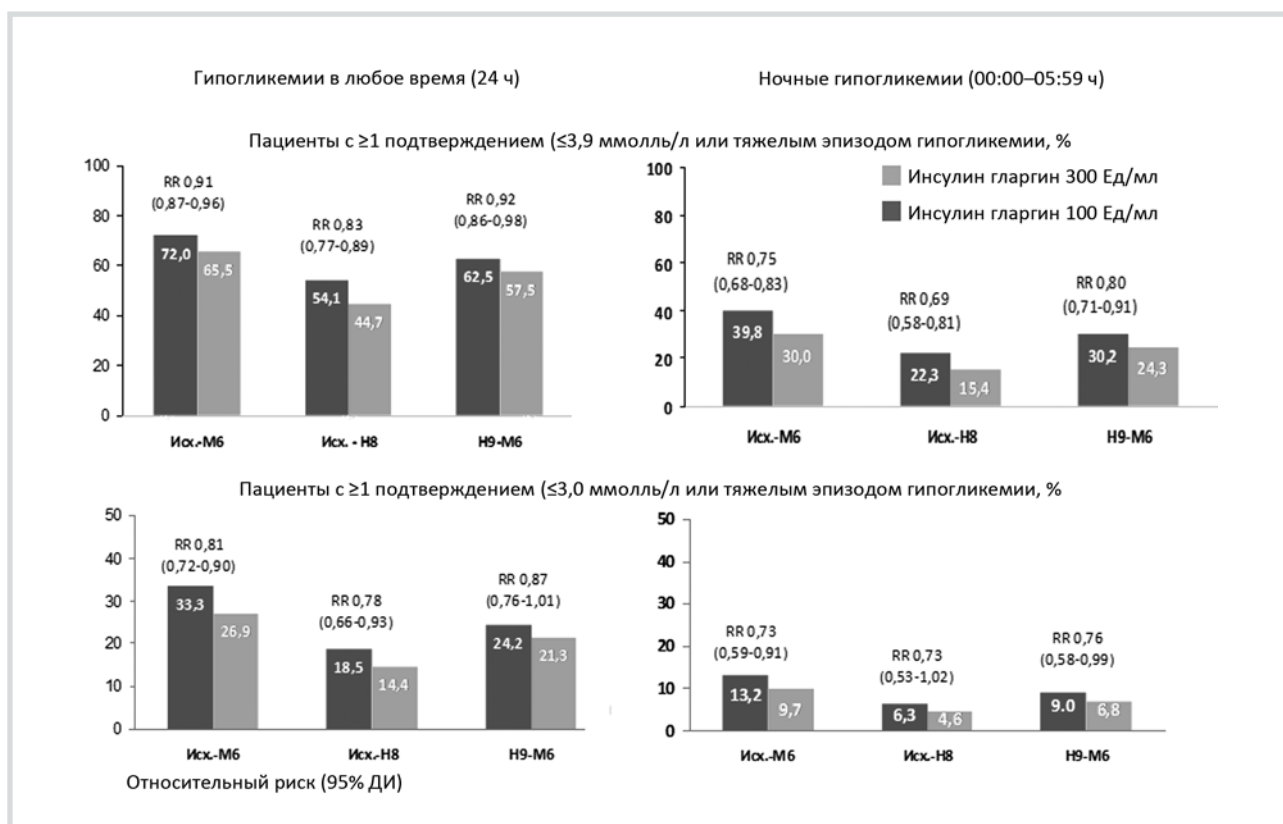 Гипогликемии в любое время (24 ч)
Ночные гипогликемии (00:00–05:59 ч)
Пациенты с ≥1 подтверждением (≤3,9 ммолль/л или тяжелым эпизодом гипогликемии, %
100
80
60
40
20
0
RR 0,91
(0,87-0,96)
72,0
65,5
RR 0,83
(0,77-0,89)
54,1
44,7
RR 0,92
(0,86-0,98)
62,5
57,5
Исх.-М6
Исх. - Н8
Н9-М6
Инсулин гларгин 300 Ед/мл
Инсулин гларгин 100 Ед/мл
100
80
60
40
20
0
RR 0,75
(0,68-0,83)
39,8
30,0
RR 0,69
(0,58-0,81)
22,3
15,4
RR 0,80
(0,71-0,91)
30,2
24,3
Исх.-М6
Исх.-Н8
Н9-М6
Пациенты с ≥1 подтверждением (≤3,0 ммолль/л или тяжелым эпизодом гипогликемии, %
50
40
30
20
10
0
RR 0,81
(0,72-0,90)
33,3
26,9
RR 0,78
(0,66-0,93)
18,5
14,4
RR 0,87
(0,76-1,01)
24,2
21,3
Исх.-М6
Исх.-Н8
Н9-М6
50
40
30
20
10
0
RR 0,73
(0,59-0,91)
13,2
9,7
RR 0,73
(0,53-1,02)
6,3
4,6
RR 0,76
(0,58-0,99)
9.0
6,8
Исх.-М6
Исх.-Н8
Н9-М6
Относительный риск (95% ДИ)